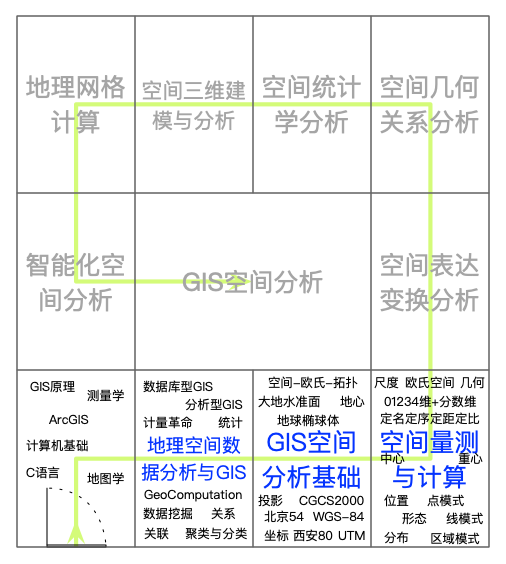 地理网格
计算
空间三维建
模与分析
空间统计
学分析
空间几何
关系分析
智能化空
间分析
GIS空间分析
空间表达
变换分析
GIS原理
测量学
ArcGIS
计算机基础
C语言
地图学
数据库型GIS
分析型GIS
计量革命 统计
地理空间数
据分析与GIS
GeoComputation
数据挖掘 关系
关联 聚类与分类
空间-欧氏-拓扑
大地水准面 地心
地球椭球体
GIS空间
分析基础
投影 CGCS2000
北京54 WGS-84
坐标 西安80 UTM
尺度 欧氏空间 几何
01234维+分数维
定名定序定距定比
空间量测
中心 重心
与计算
位置 点模式
形态 线模式
分布 区域模式